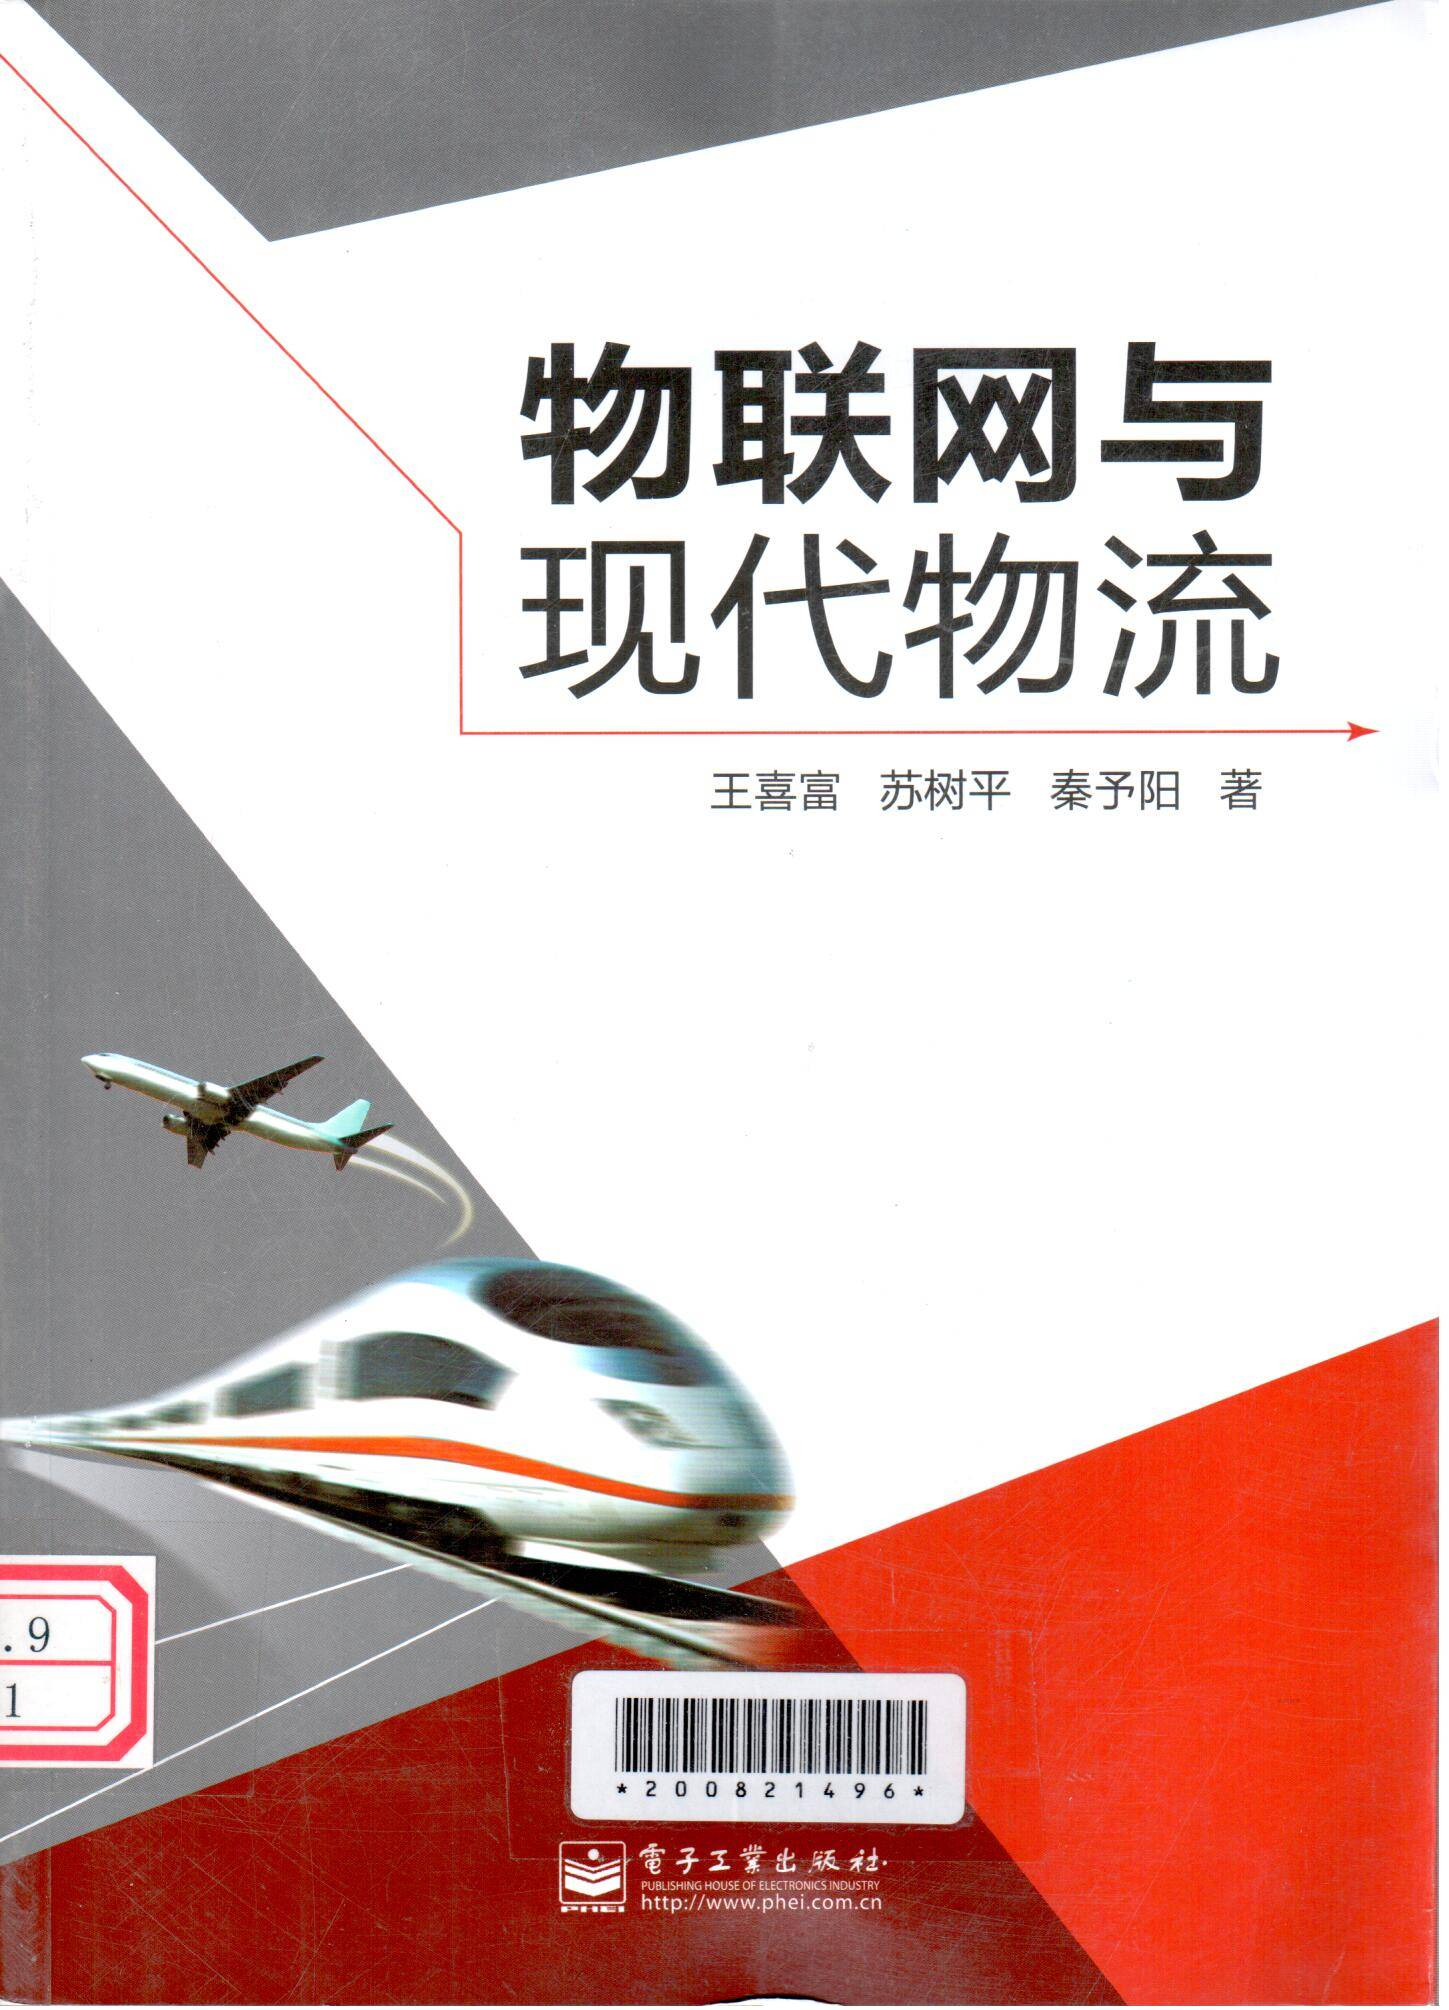 物联网与
现代物流
王喜富 苏树平 秦予阳 著
.9
1
*200821496*
電子工業出版社.
PUBLISHING HOUSE OF ELECTRONICS INDUSTRY
http://www.phei.com.cn
PHEI